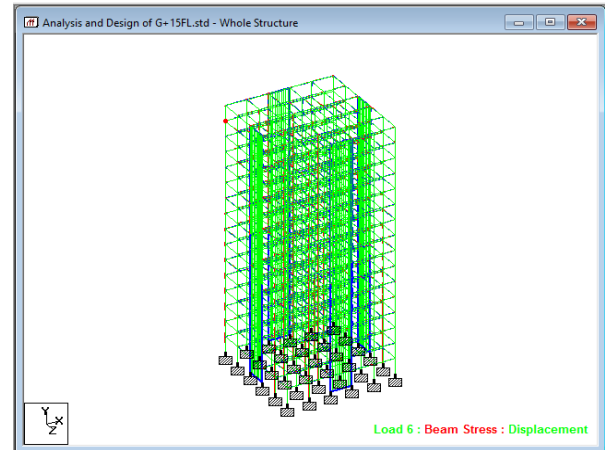 Analysis and Design of G+15FL.std - Whole Structure
Y
X
Z
Load 6 : Beam Stress : Displacement